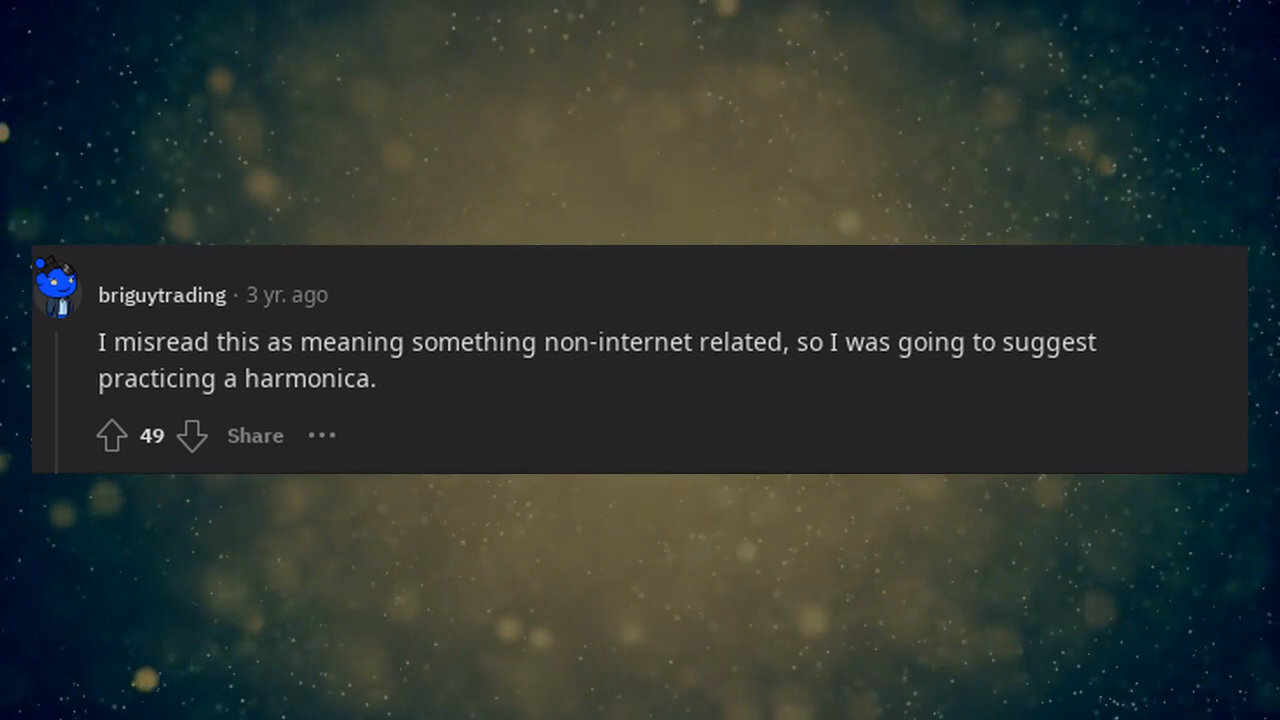 briguytrading · 3 yr. ago
I misread this as meaning something non-internet related, so I was going to suggest
practicing a harmonica.
49 Share ···